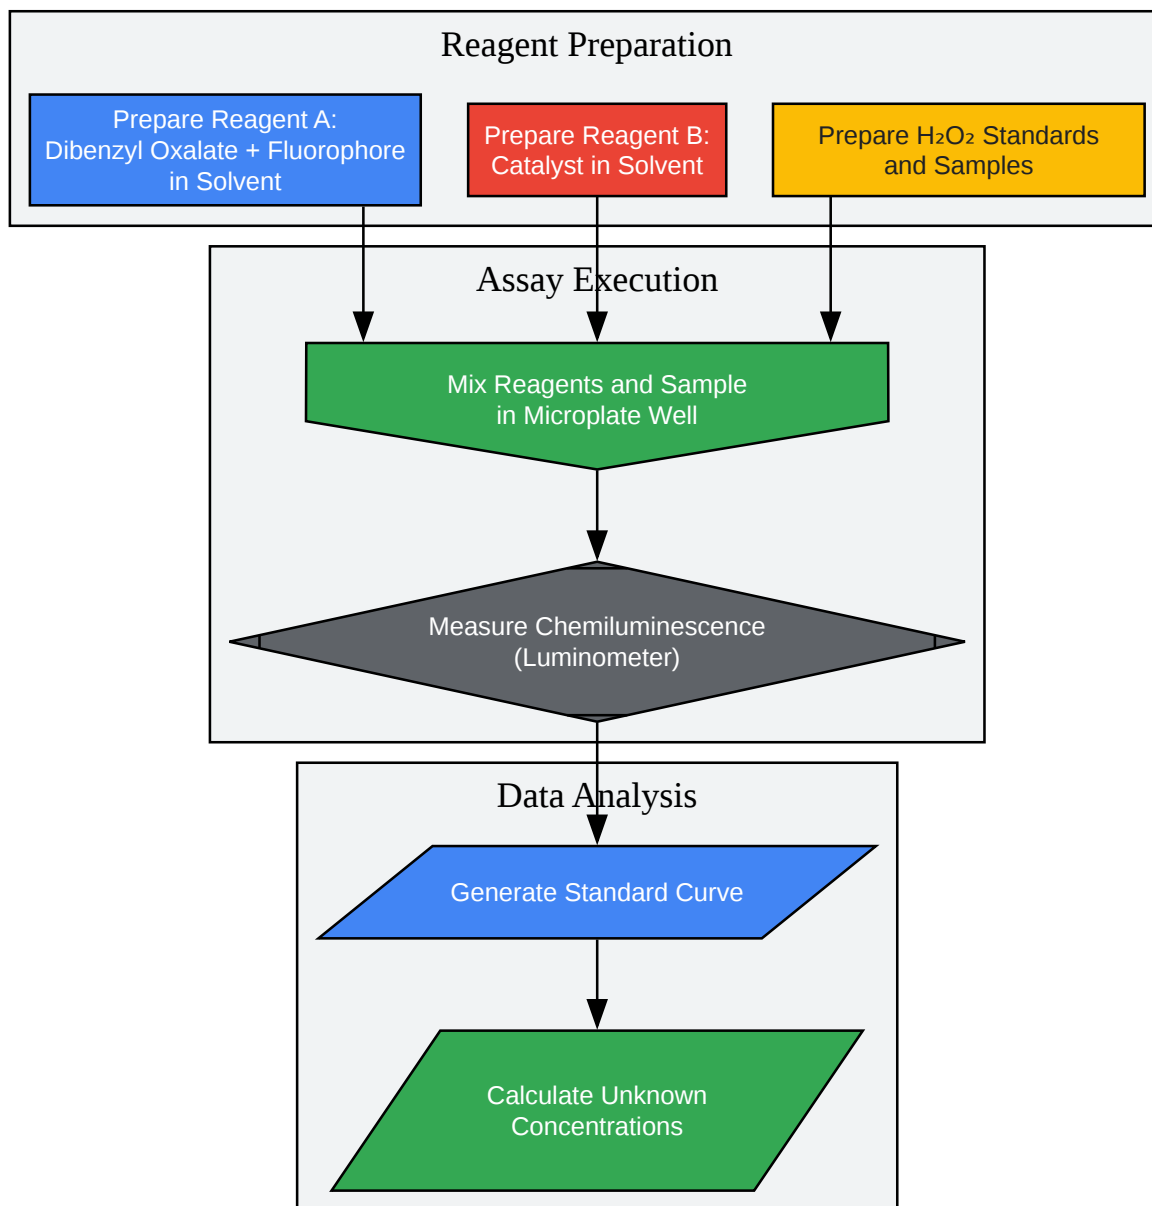 Reagent Preparation
Prepare Reagent A:
Dibenzyl Oxalate + Fluorophore
in Solvent
Prepare Reagent B:
Catalyst in Solvent
Prepare H₂O₂ Standards
and Samples
Assay Execution
Mix Reagents and Sample
in Microplate Well
Measure Chemiluminescence
(Luminometer)
Data Analysis
Generate Standard Curve
Calculate Unknown
Concentrations